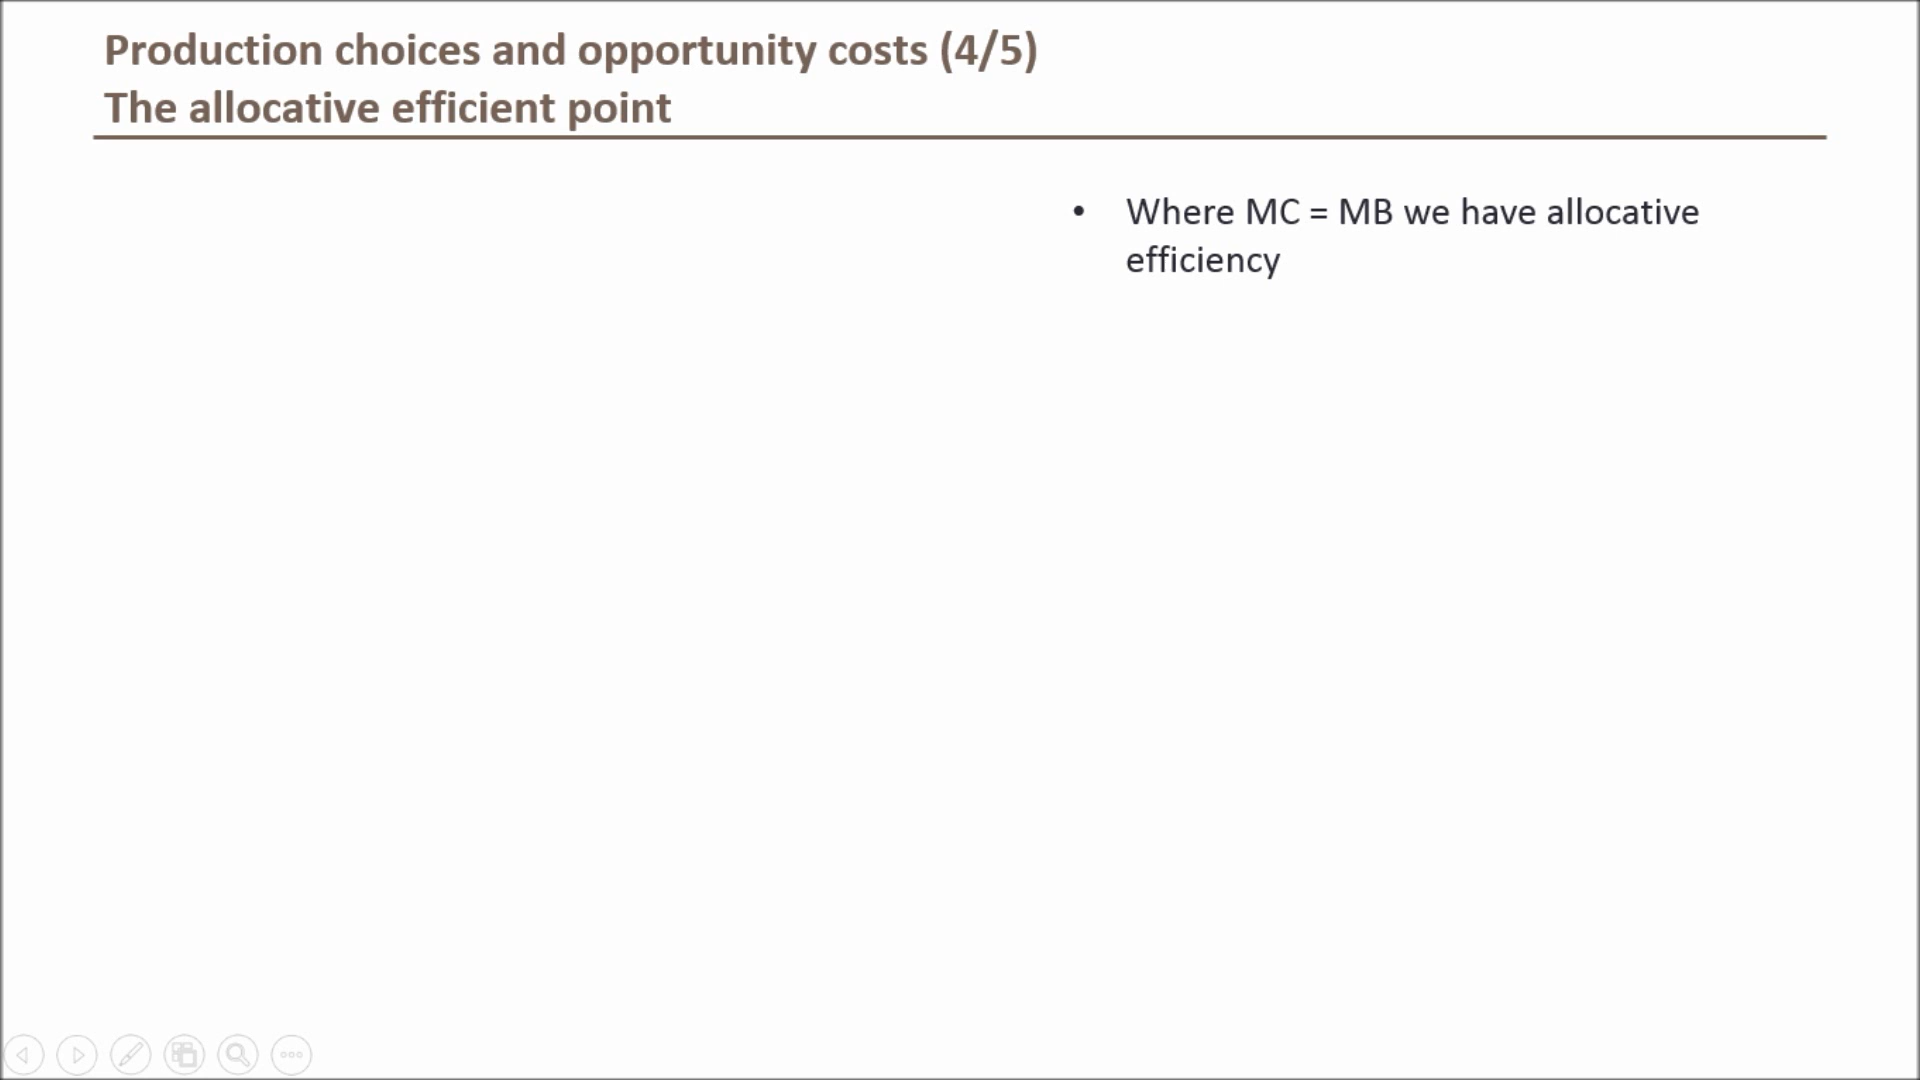 Production choices and opportunity costs (4/5)
The allocative efficient point
• Where MC = MB we have allocative
efficiency